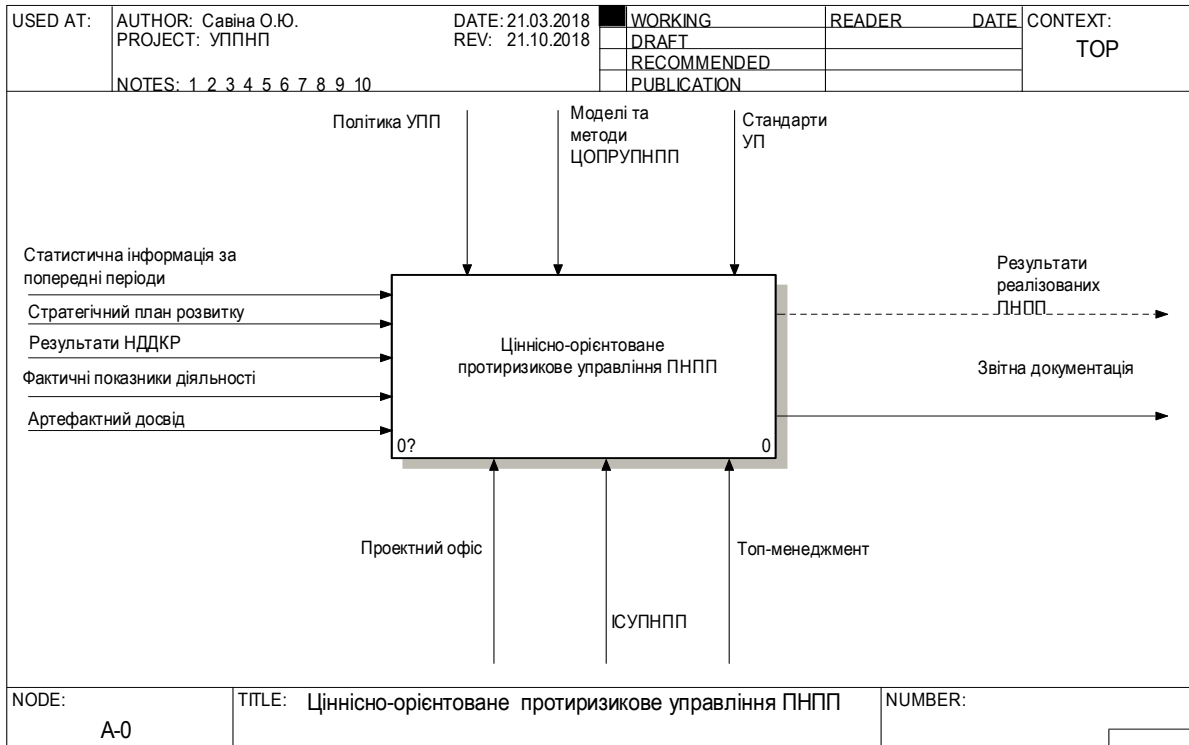 USED AT:
AUTHOR: Савіна О.Ю.
DATE: 21.03.2018
PROJECT: УППНП
REV: 21.10.2018
NOTES: 1 2 3 4 5 6 7 8 9 10
WORKING
DRAFT
RECOMMENDED
PUBLICATION
READER
DATE
CONTEXT:
TOP
Політика УПП
Моделі та
методи
ЦОПРУПНПП
Стандарти
УП
Статистична інформація за
попередні періоди
Стратегічний план розвитку
Результати НДДКР
Фактичні показники діяльності
Артефактний досвід
Ціннісно-орієнтоване
протиризикове управління ПНПП
0?
0
Результати
реалізованих
ПНПП
Звітна документація
Проектний офіс
ІСУПНПП
Топ-менеджмент
NODE:
A-0
TITLE: Ціннісно-орієнтоване протиризикове управління ПНПП
NUMBER: